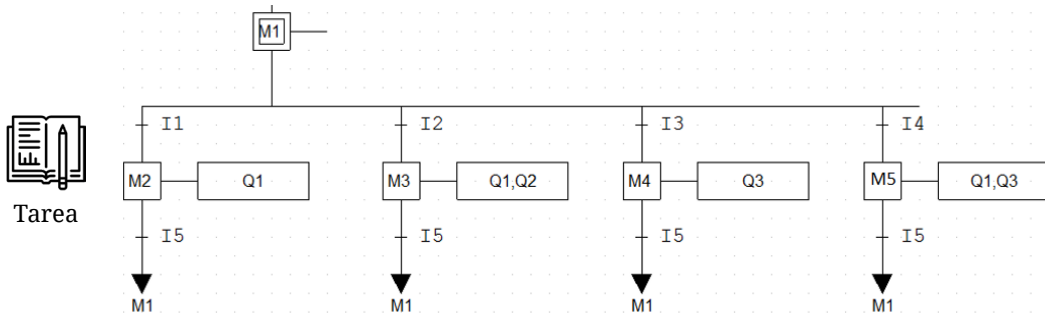 M1
I1 I2 I3 I4
M2 Q1 M3 Q1,Q2 M4 Q3 M5 Q1,Q3
Tarea
I5 I5 I5 I5
M1 M1 M1 M1